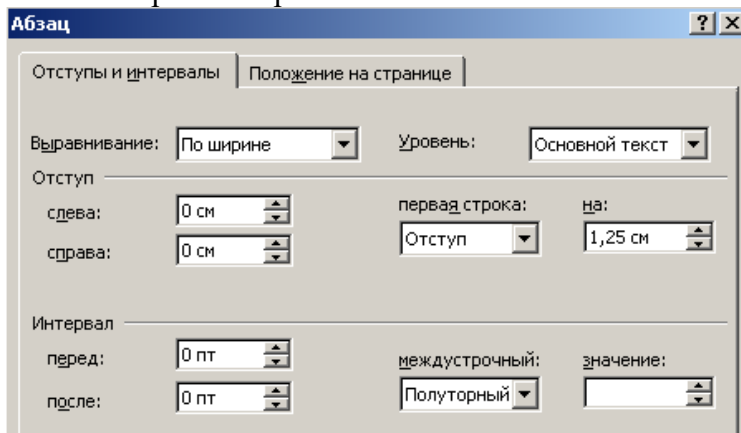 Абзац
Отступы и интервалы Положение на странице
Выравнивание: По ширине Уровень: Основной текст
Отступ
слева: 0 см первая строка: на:
справа: 0 см Отступ 1,25 см
Интервал
перед: 0 пт междустрочный: значение:
после: 0 пт Полуторный